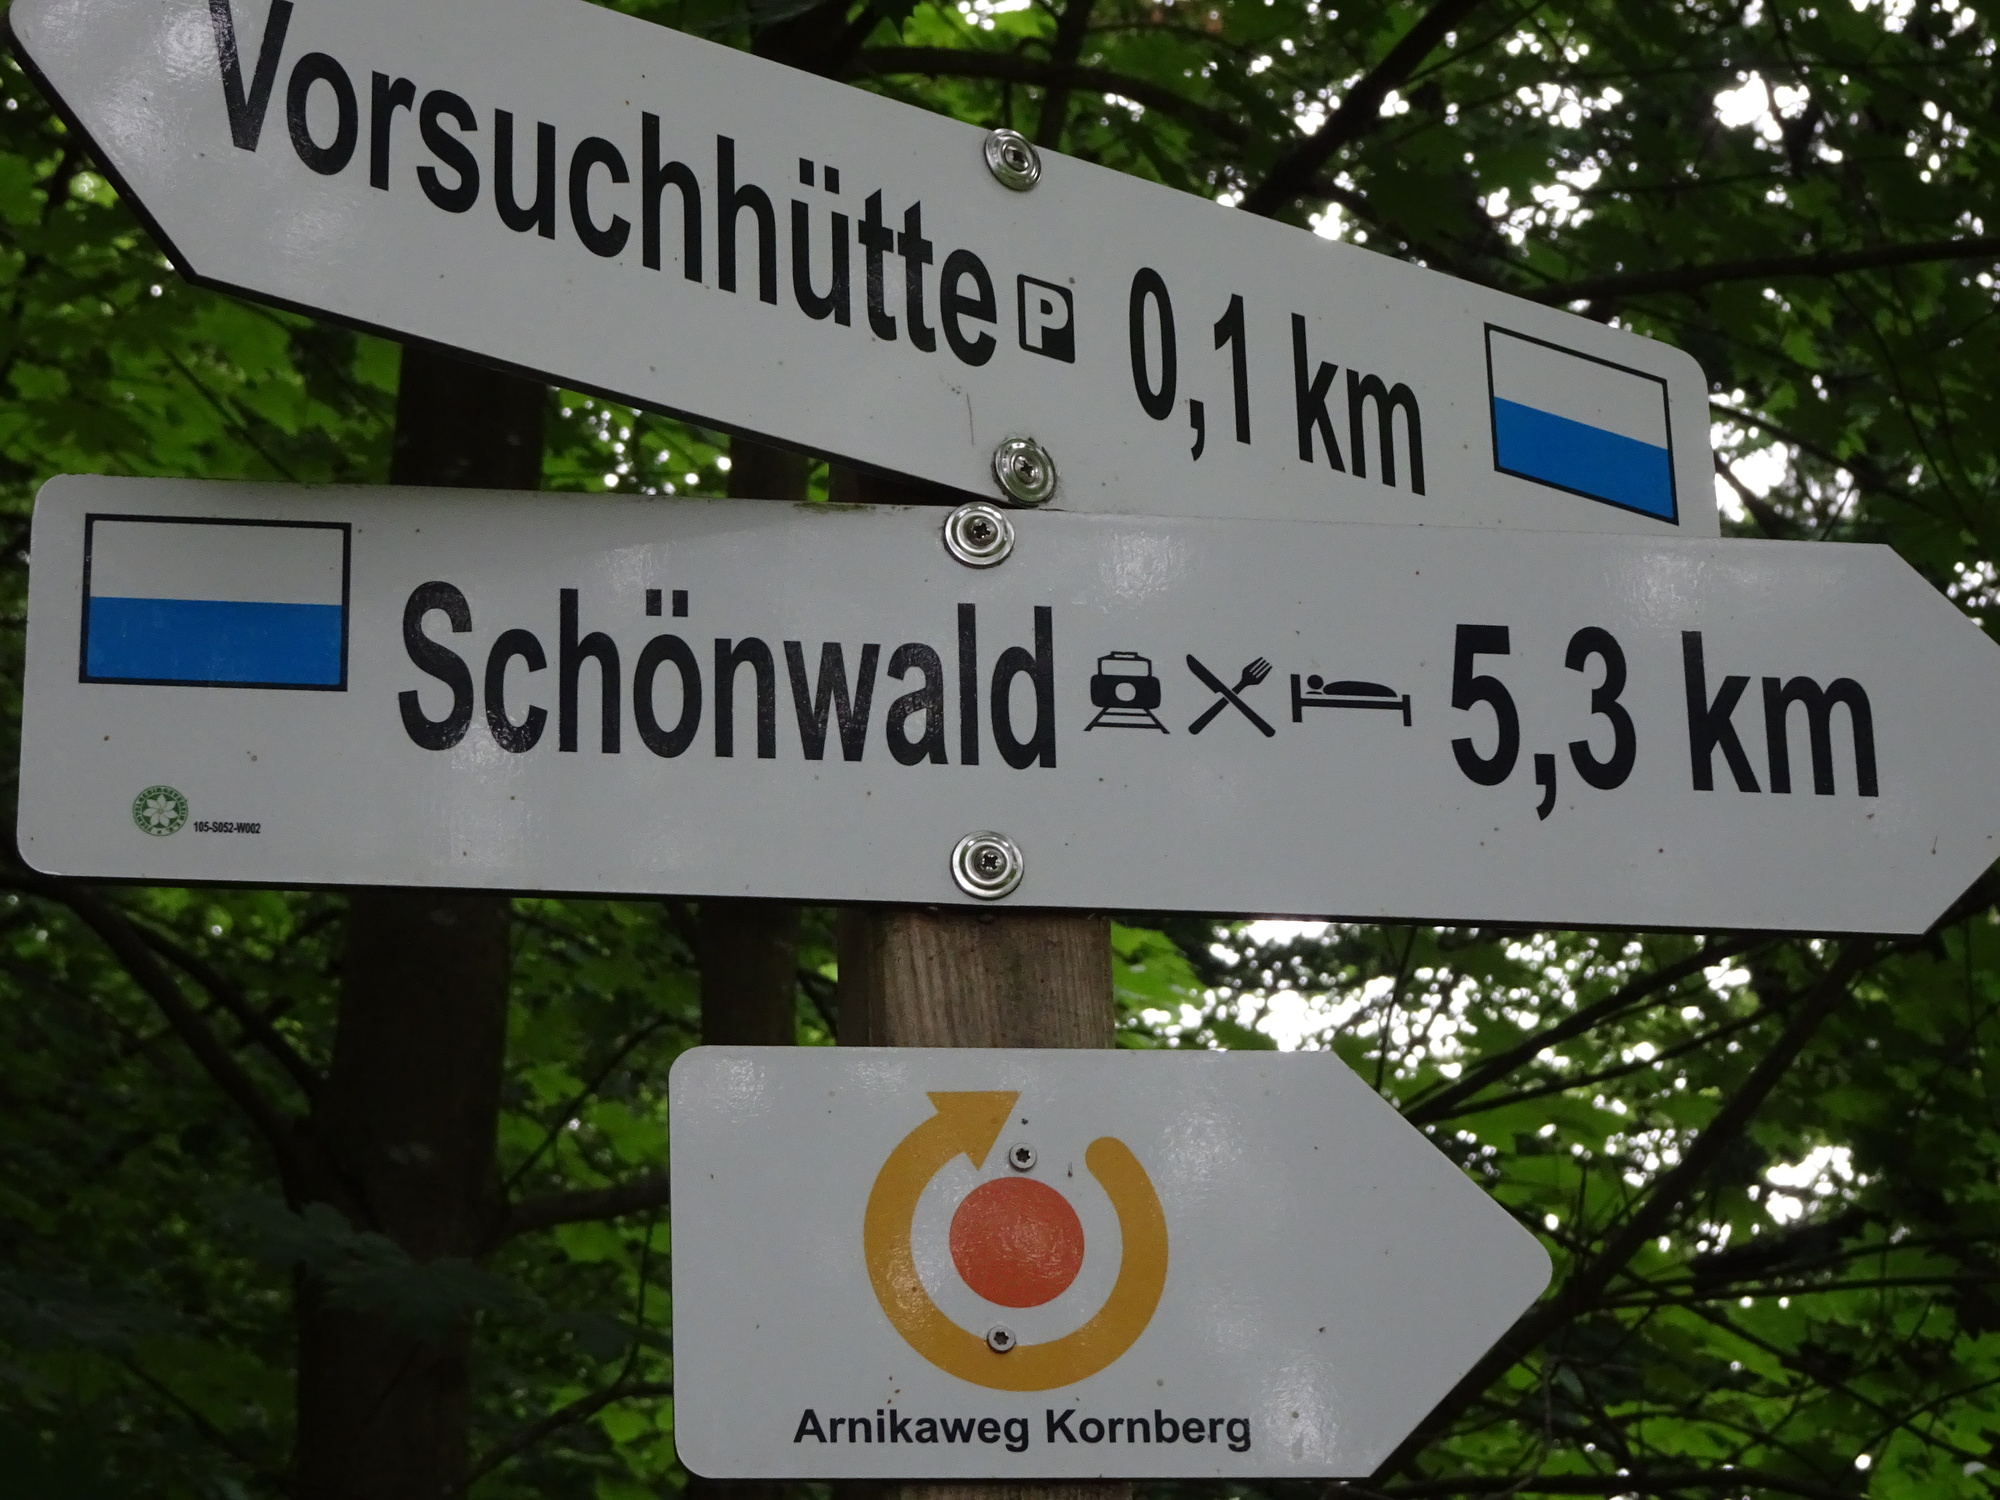 Vorsuchhütte P 0,1 km
Schönwald 5,3 km
105-S052-W002
Arnikaweg Kornberg